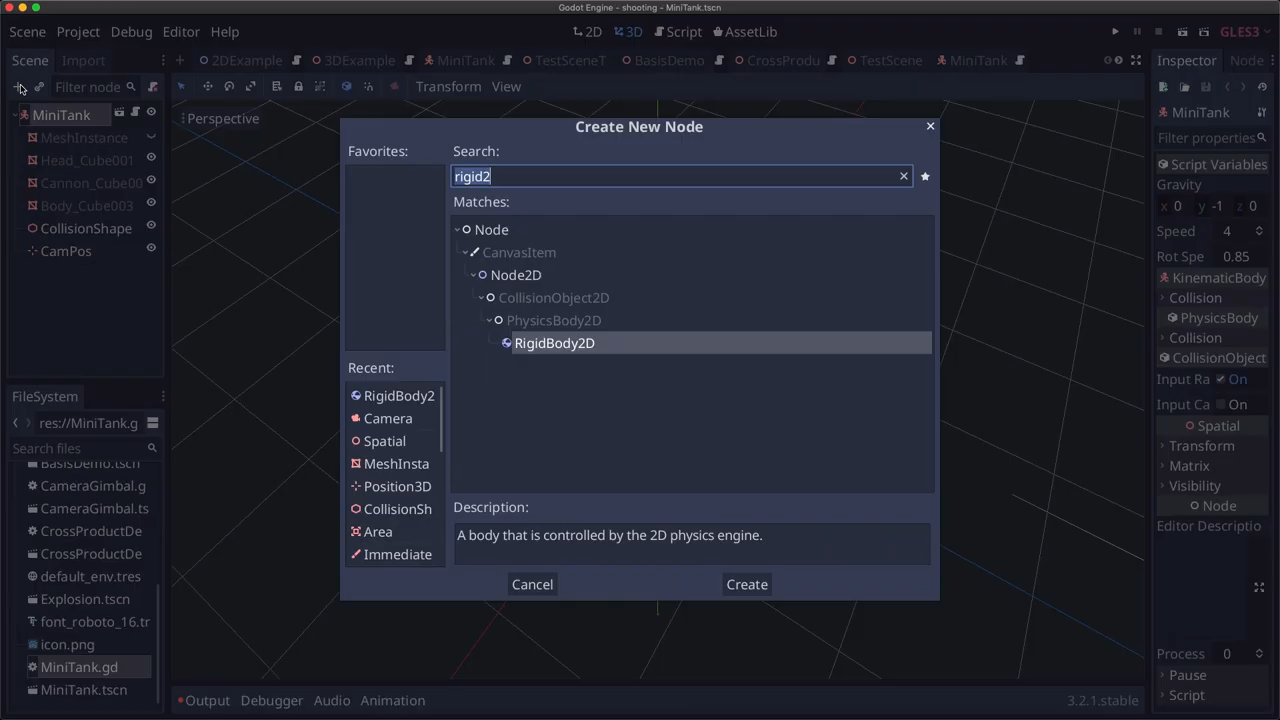 Godot Engine - shooting - MiniTank.tscn
Scene Project Debug Editor Help
2D 3D Script AssetLib
GLES3
Scene Import
2DExample 3DExample MiniTank TestSceneT BasisDemo CrossProdu TestScene MiniTank
Inspector Node
Filter node
Transform View
MiniTank
MeshInstance
Head_Cube001
Cannon_Cube00
Body_Cube003
CollisionShape
CamPos
FileSystem
res://MiniTank.g
Search files
BasisDemo.tscn
CameraGimbal.g
CameraGimbal.ts
CrossProductDe
CrossProductDe
default_env.tres
Explosion.tscn
font_roboto_16.tr
icon.png
MiniTank.gd
MiniTank.tscn
Perspective
Create New Node
Favorites:
Recent:
RigidBody2
Camera
Spatial
MeshInsta
Position3D
CollisionSh
Area
Immediate
Search:
rigid2
Matches:
Node
CanvasItem
Node2D
CollisionObject2D
PhysicsBody2D
RigidBody2D
Description:
A body that is controlled by the 2D physics engine.
Cancel Create
Output Debugger Audio Animation
3.2.1.stable
MiniTank
Filter properties
Script Variables
Gravity
x 0 y -1 z 0
Speed 4
Rot Spe 0.85
KinematicBody
Collision
PhysicsBody
Collision
CollisionObject
Input Ra On
Input Ca On
Spatial
Transform
Matrix
Visibility
Node
Editor Descriptio
Process 0
Pause
Script